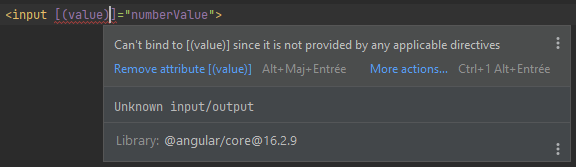 <input [(value)]="numberValue">
Can't bind to [(value)] since it is not provided by any applicable directives
Remove attribute [(value)] Alt+Maj+Entrée More actions... Ctrl+1 Alt+Entrée
Unknown input/output
Library: @angular/core@16.2.9